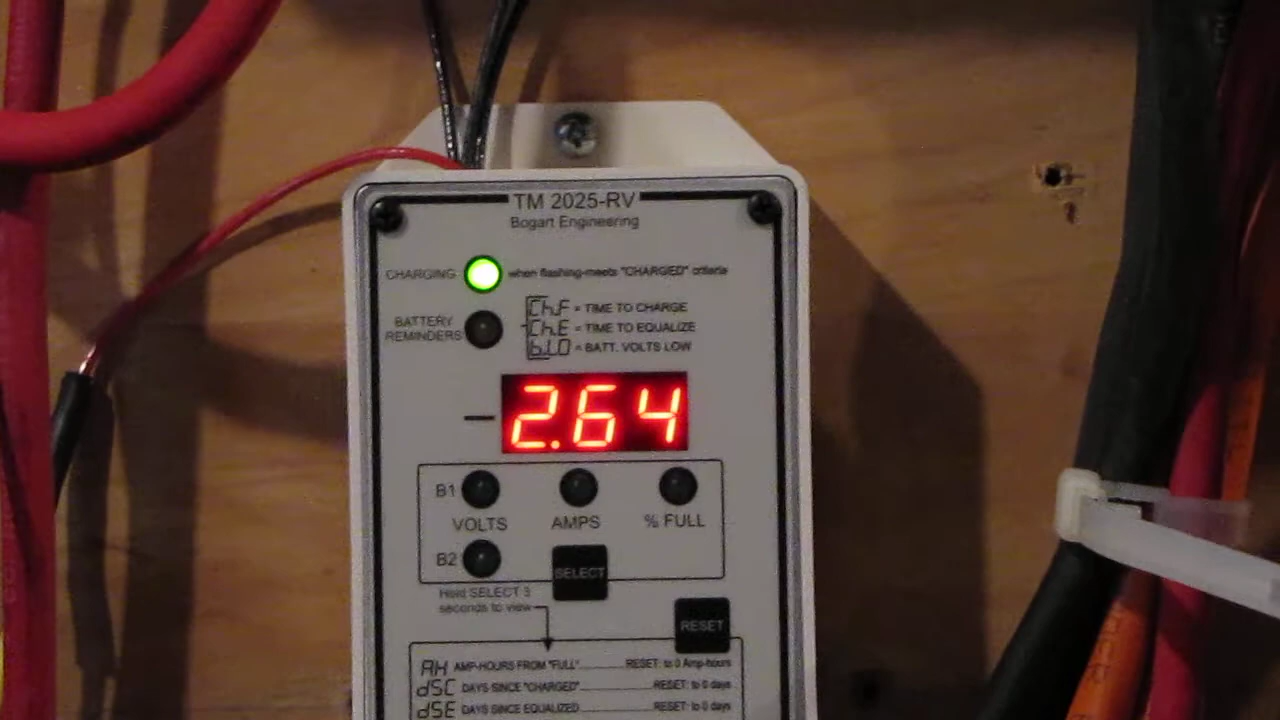 TM 2025-RV
Bogart Engineering
CHARGING when flashing-meets "CHARGED" criteria
BATTERY REMINDERS
Ch.F = TIME TO CHARGE
Ch.E = TIME TO EQUALIZE
b.LO = BATT. VOLTS LOW
2.64
B1
VOLTS AMPS % FULL
B2
SELECT
Hold SELECT 3
seconds to view
RESET
AH AMP-HOURS FROM "FULL" RESET: to 0 Amp-hours
dSC DAYS SINCE "CHARGED" RESET: to 0 days
dSE DAYS SINCE EQUALIZED RESET: to 0 days